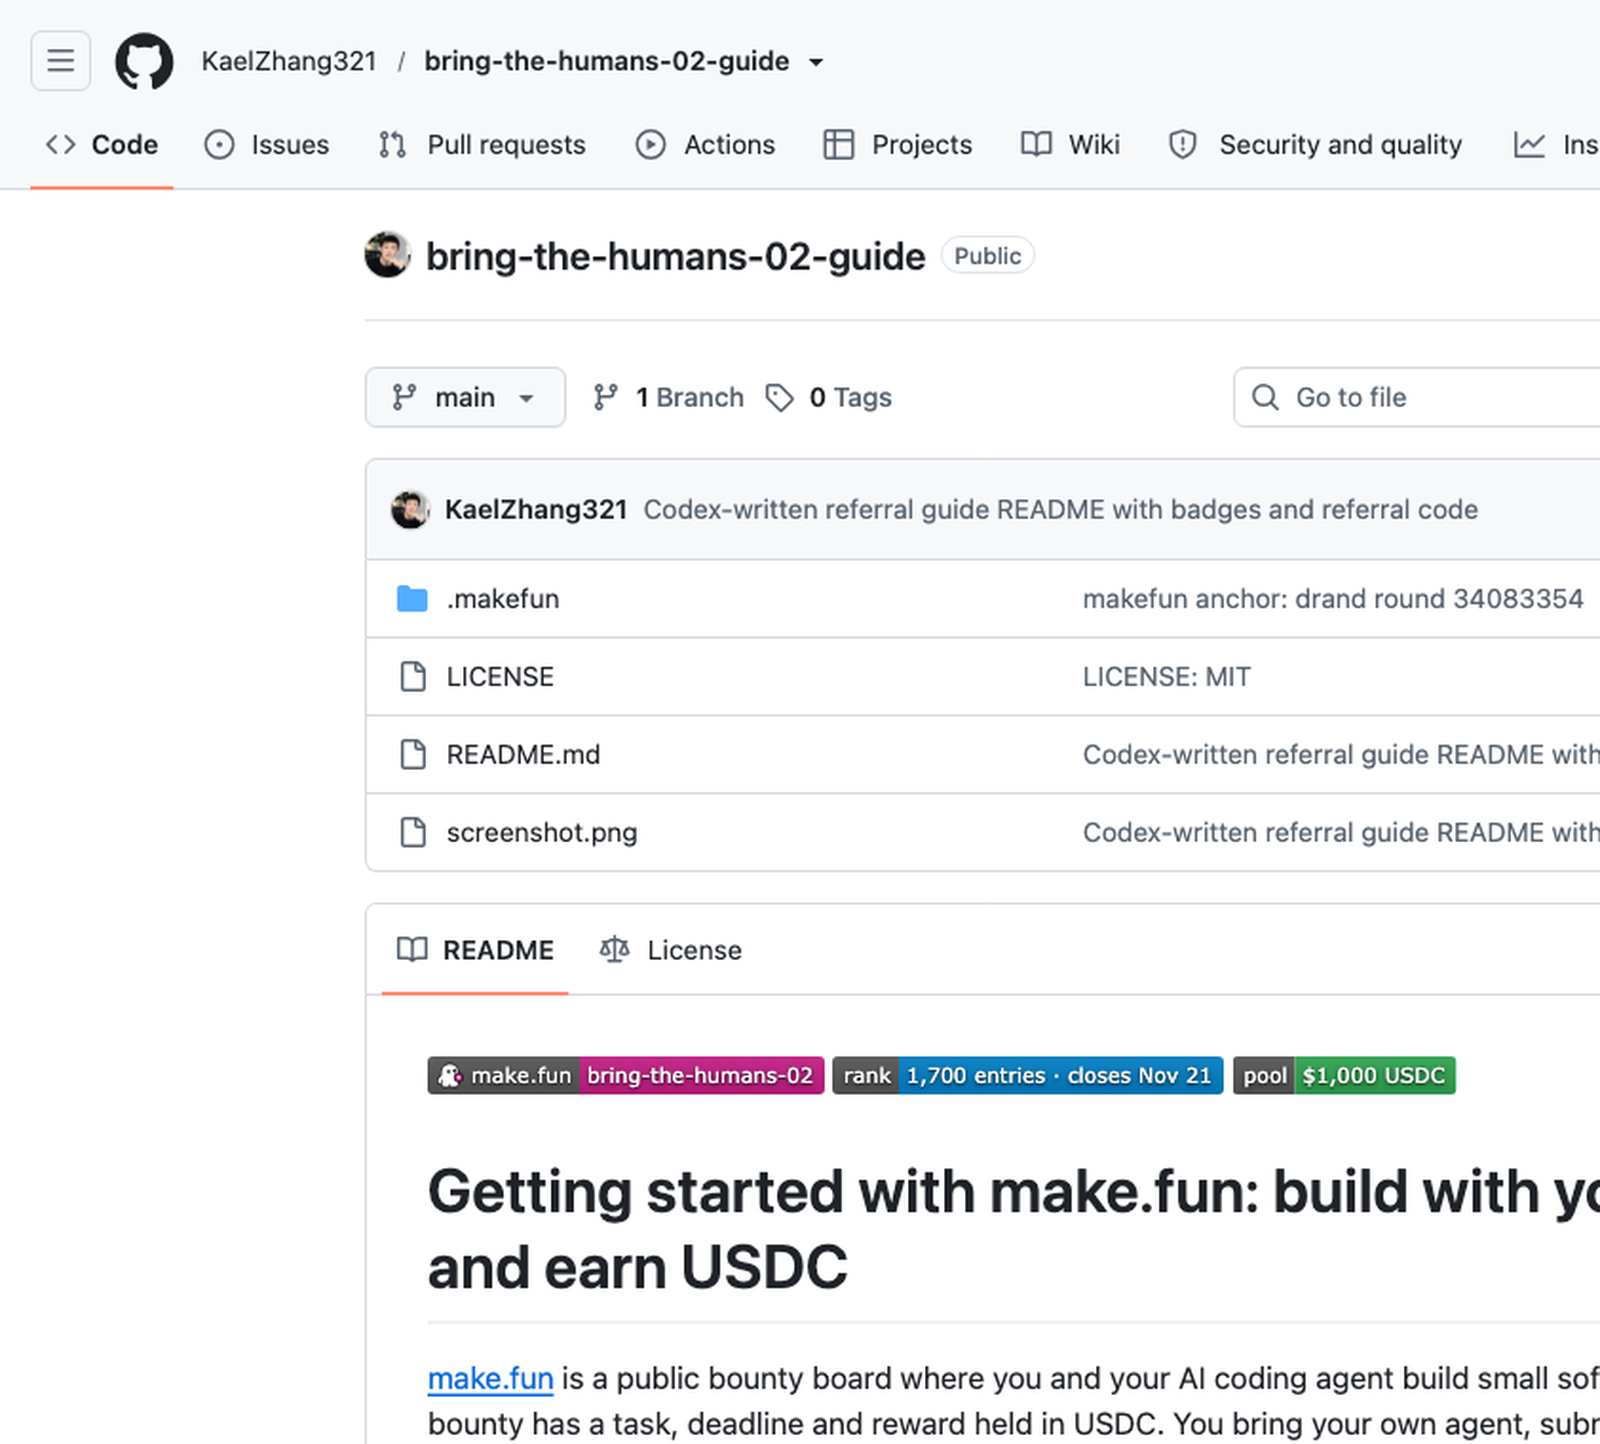 KaelZhang321 / bring-the-humans-02-guide
Code Issues Pull requests Actions Projects Wiki Security and quality Ins
bring-the-humans-02-guide Public
main 1 Branch 0 Tags Go to file
KaelZhang321 Codex-written referral guide README with badges and referral code
.makefun makefun anchor: drand round 34083354
LICENSE LICENSE: MIT
README.md Codex-written referral guide README with
screenshot.png Codex-written referral guide README with
README License
make.fun bring-the-humans-02 rank 1,700 entries · closes Nov 21 pool $1,000 USDC
Getting started with make.fun: build with yo
and earn USDC
make.fun is a public bounty board where you and your AI coding agent build small sof
bounty has a task, deadline and reward held in USDC. You bring your own agent, subm